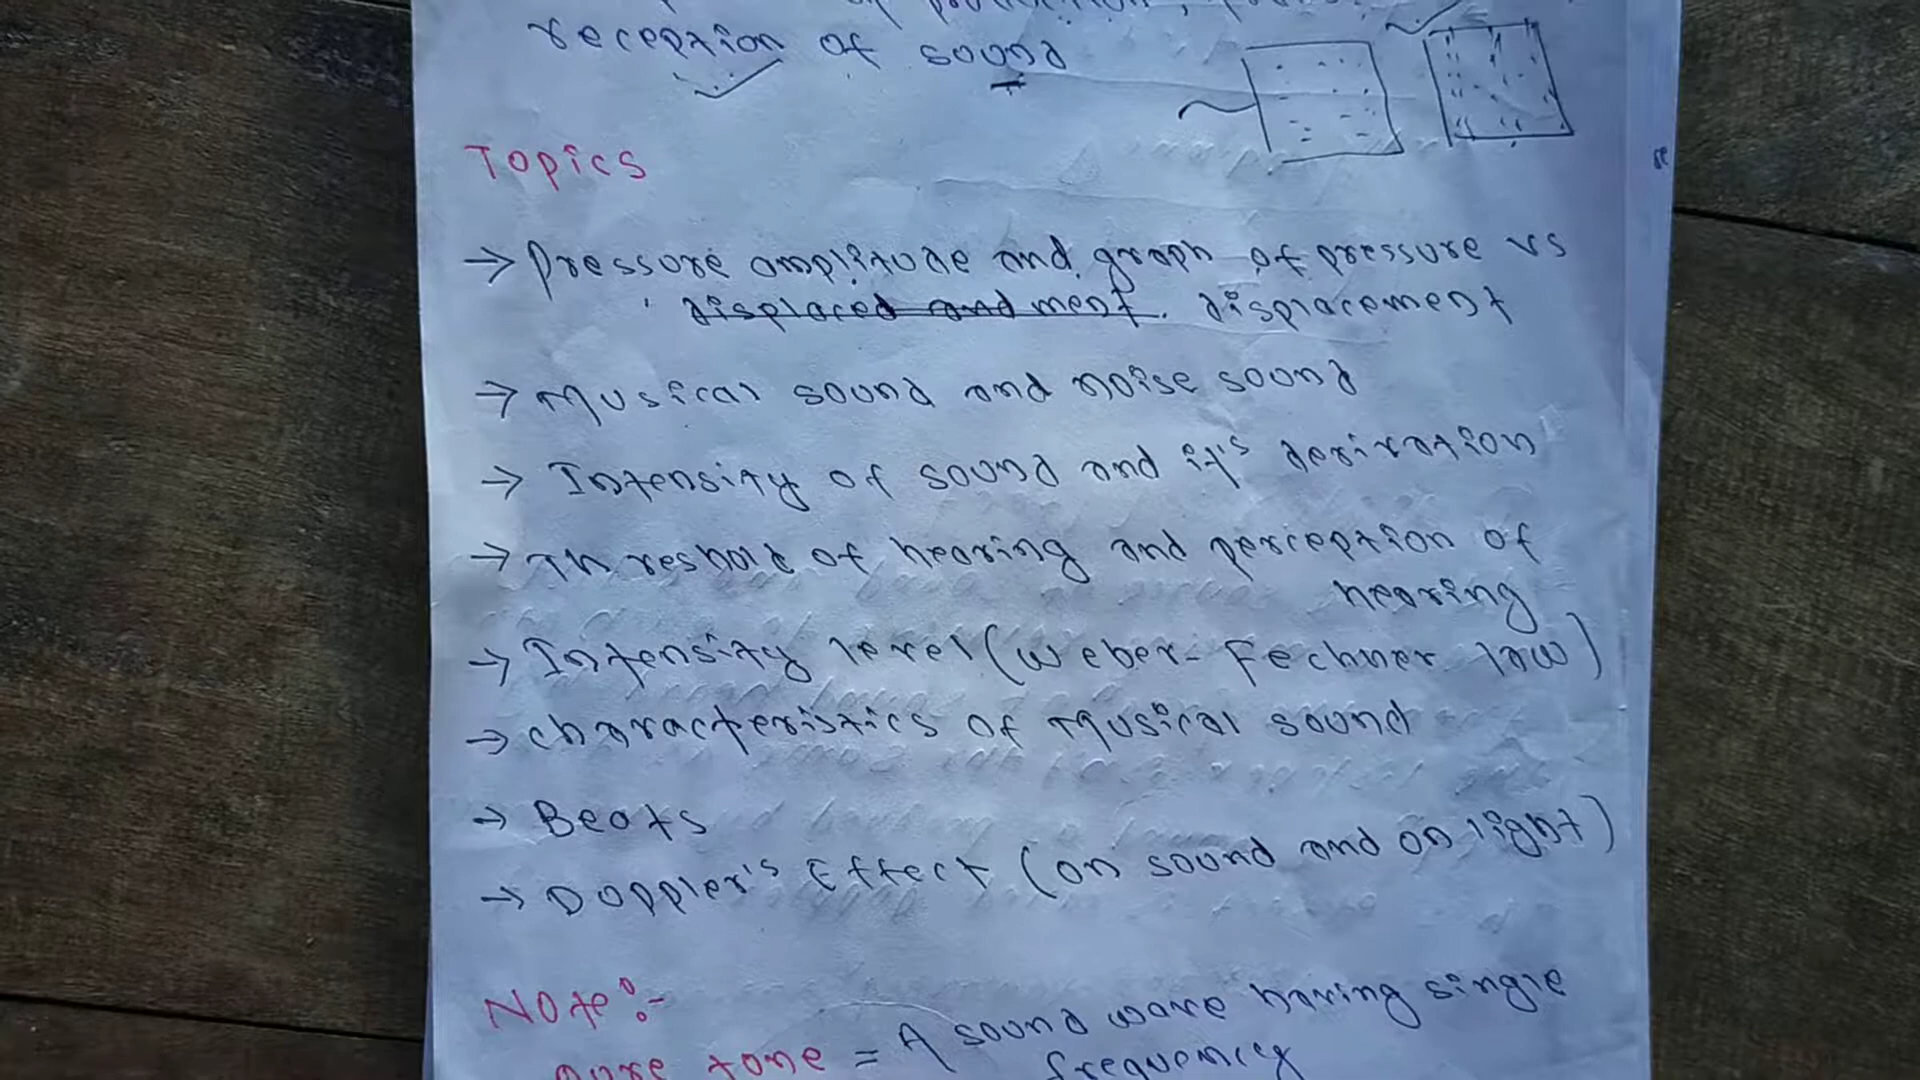 reception of sound
Topics
→ Pressure amplitude and graph of pressure vs
displaced and ment. displacement
→ Musical sound and noise sound
→ Intensity of sound and it's derivation
→ Threshold of hearing and perception of
hearing
→ Intensity level (Weber-Fechner law)
→ characteristics of Musical sound
→ Beats
→ Doppler's Effect (on sound and on light)
Note:-
pure tone = A sound wave having single
frequency